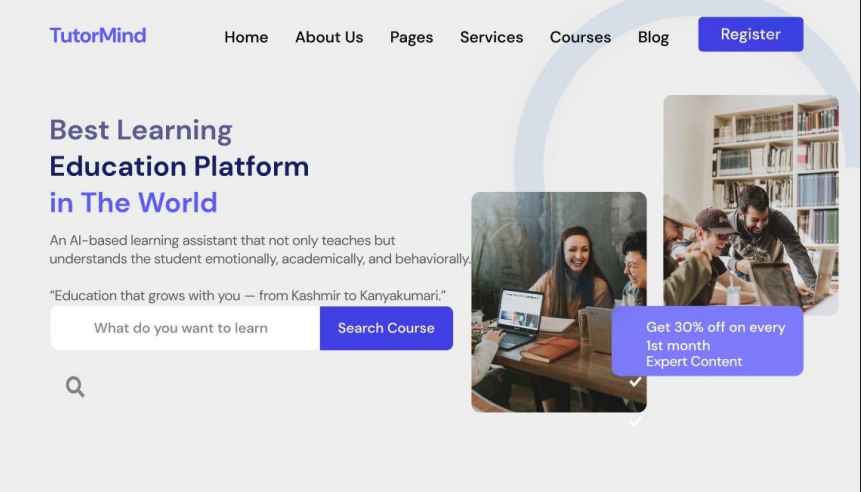 TutorMind
Home About Us Pages Services Courses Blog Register
Best Learning
Education Platform
in The World
An AI-based learning assistant that not only teaches but
understands the student emotionally, academically, and behaviorally.
“Education that grows with you — from Kashmir to Kanyakumari.”
What do you want to learn Search Course
Get 30% off on every
1st month
Expert Content